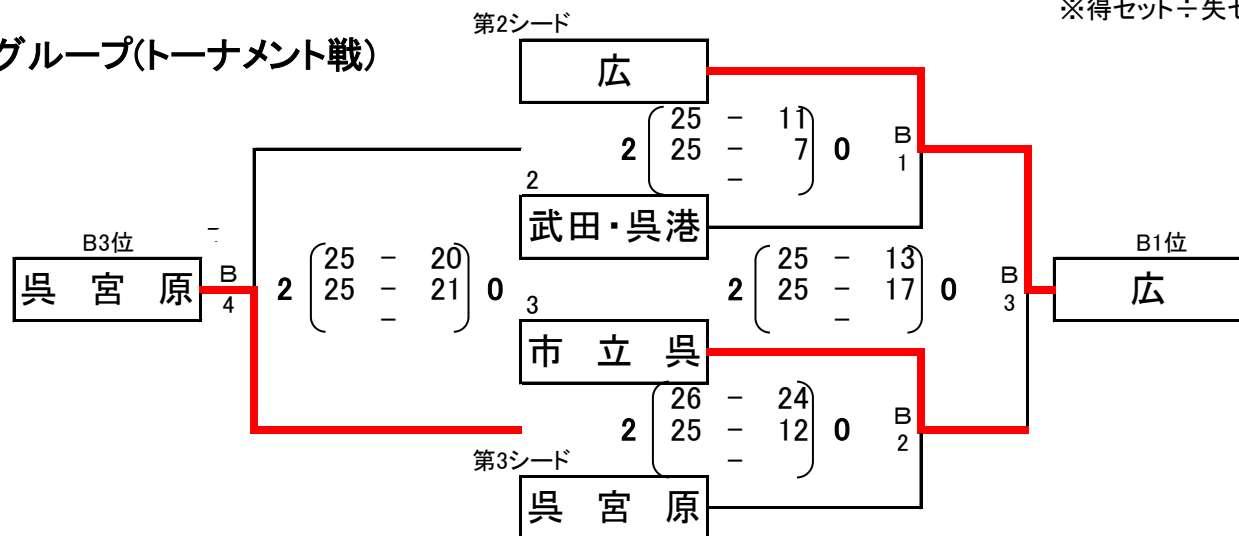 ※得セット÷失セ
第2シード
グループ(トーナメント戦)
広
25 － 11
2 25 － 7 0
－
B
1
2
武田・呉港
B3位
呉 宮 原
B
4
25 － 20
2 25 － 21 0
－
25 － 13
2 25 － 17 0
－
B
3
B1位
広
3
市 立 呉
26 － 24
2 25 － 12 0
－
B
2
第3シード
呉 宮 原